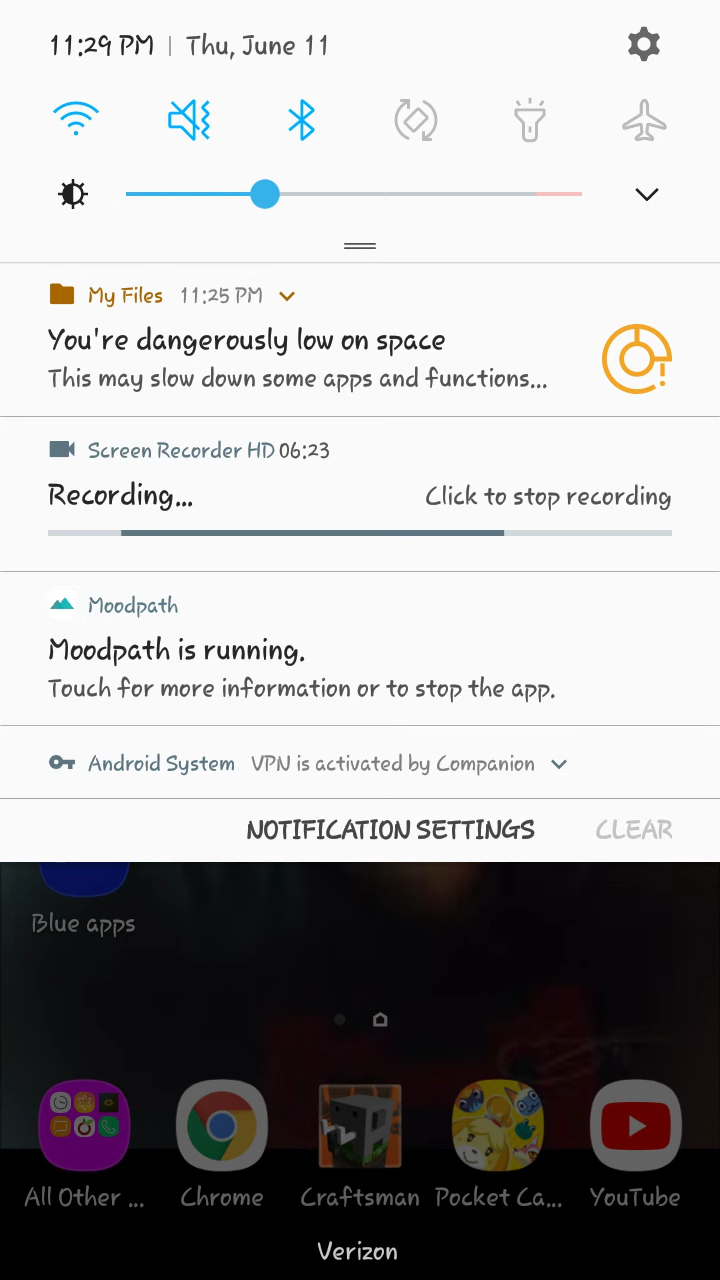 11:29 PM | Thu, June 11
My Files 11:25 PM
You're dangerously low on space
This may slow down some apps and functions...
Screen Recorder HD 06:23
Recording... Click to stop recording
Moodpath
Moodpath is running.
Touch for more information or to stop the app.
Android System VPN is activated by Companion
NOTIFICATION SETTINGS CLEAR
Blue apps
All Other ... Chrome Craftsman Pocket Ca... YouTube
Verizon